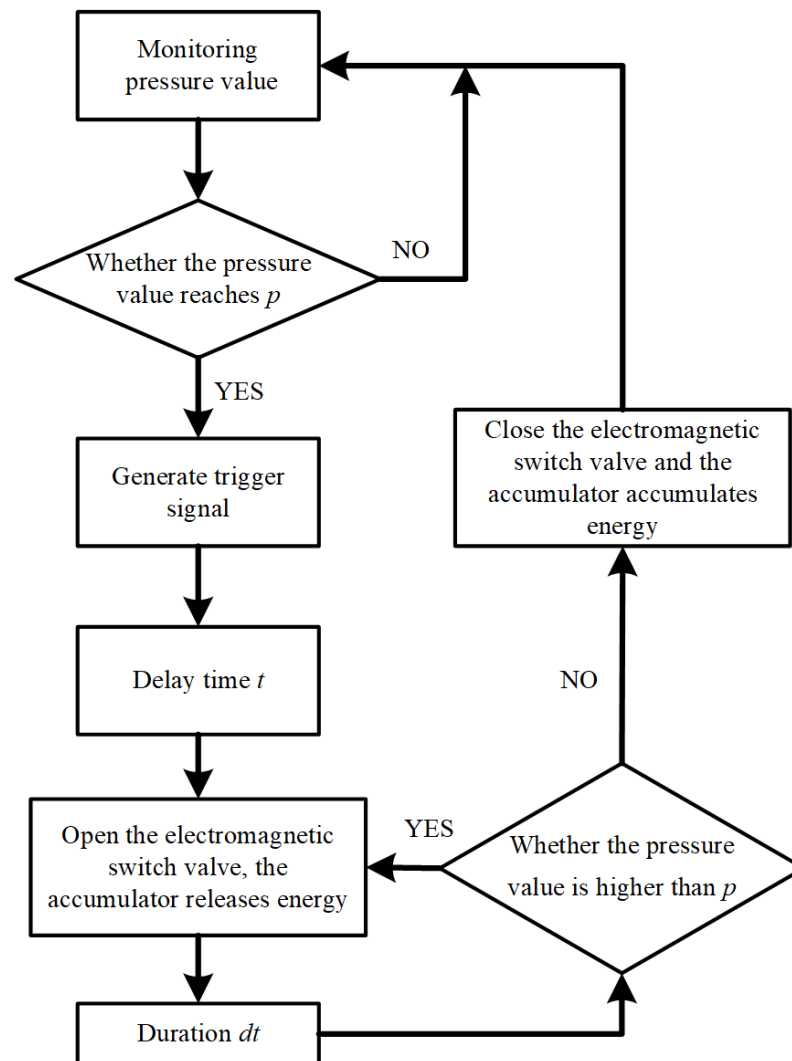 Monitoring
pressure value
Whether the pressure
value reaches p
NO
YES
Generate trigger
signal
Delay time t
Open the electromagnetic
switch valve, the
accumulator releases energy
Duration dt
YES
Whether the pressure
value is higher than p
NO
Close the electromagnetic
switch valve and the
accumulator accumulates
energy